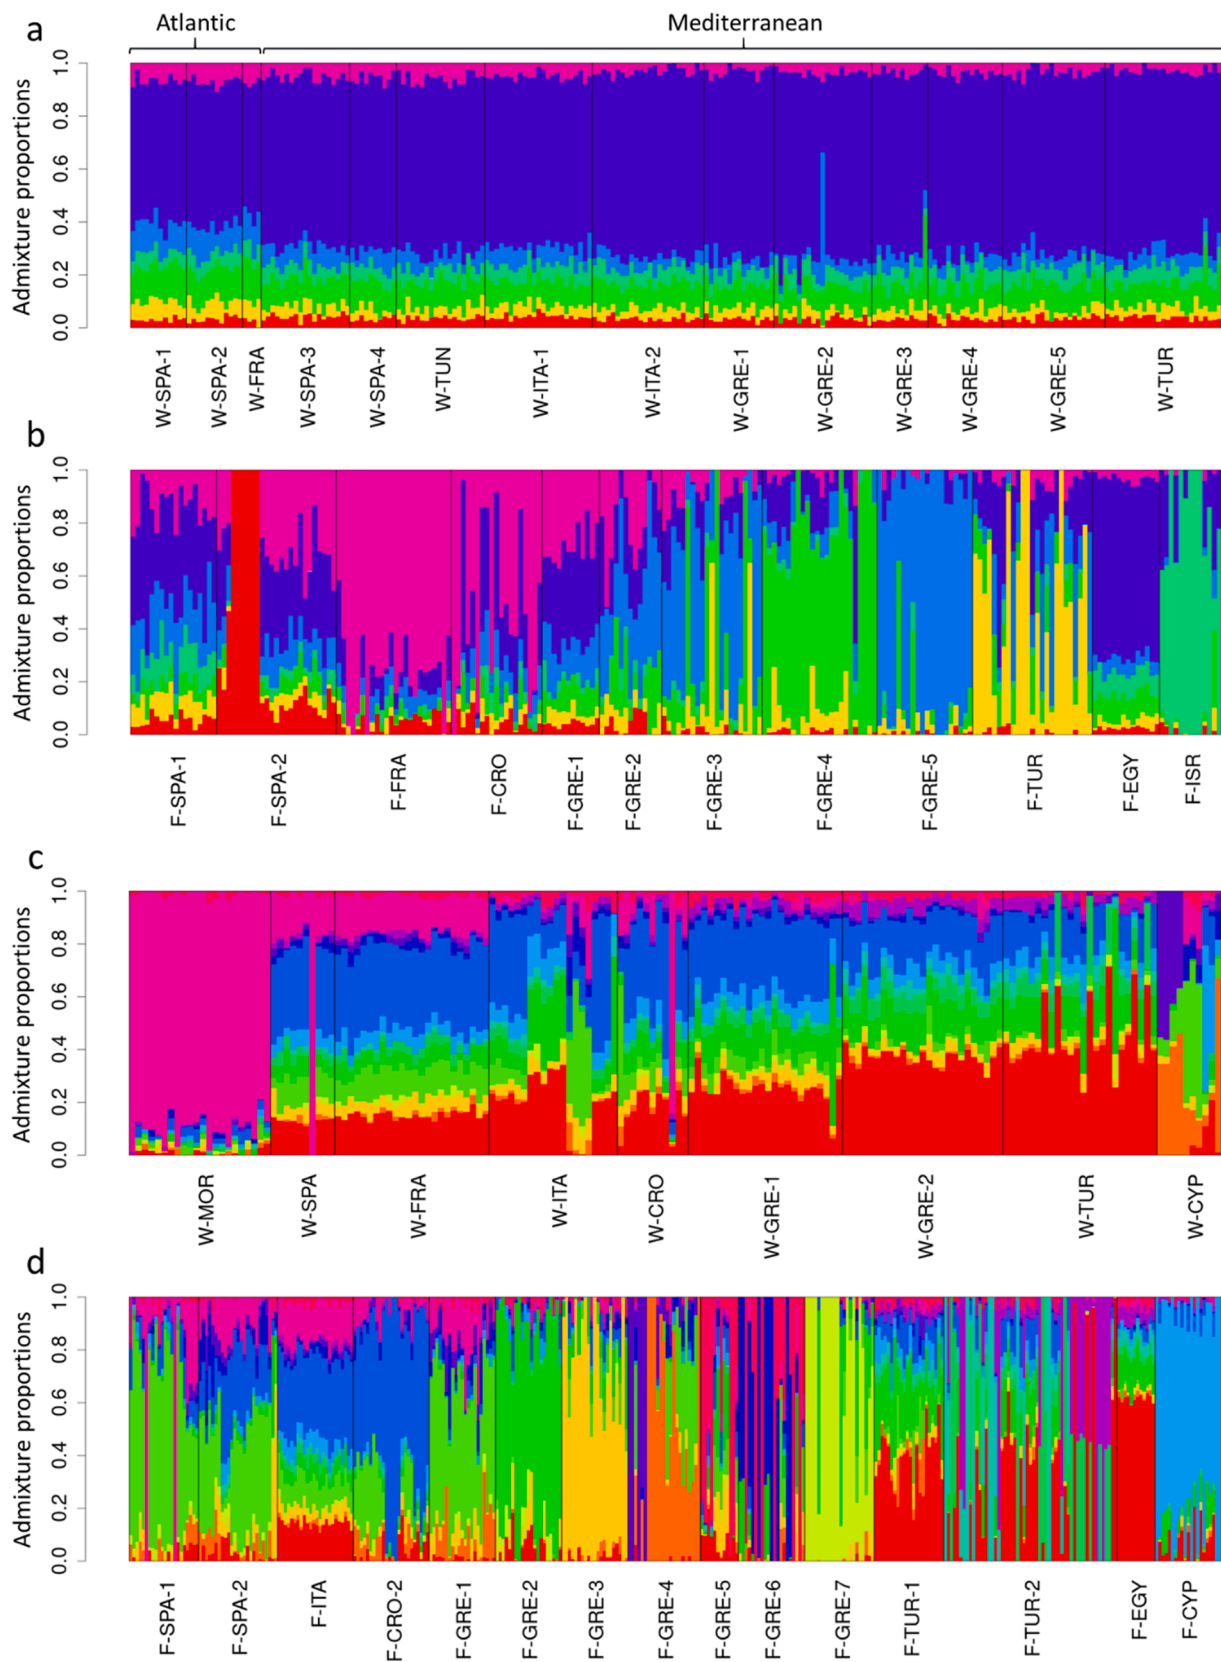 a
Atlantic
Mediterranean
Admixture proportions
0.0 0.2 0.4 0.6 0.8 1.0
W-SPA-1 W-SPA-2 W-FRA W-SPA-3 W-SPA-4 W-TUN W-ITA-1 W-ITA-2 W-GRE-1 W-GRE-2 W-GRE-3 W-GRE-4 W-GRE-5 W-TUR
b
Admixture proportions
0.0 0.2 0.4 0.6 0.8 1.0
F-SPA-1 F-SPA-2 F-FRA F-CRO F-GRE-1 F-GRE-2 F-GRE-3 F-GRE-4 F-GRE-5 F-TUR F-EGY F-ISR
c
Admixture proportions
0.0 0.2 0.4 0.6 0.8 1.0
W-MOR W-SPA W-FRA W-ITA W-CRO W-GRE-1 W-GRE-2 W-TUR W-CYP
d
Admixture proportions
0.0 0.2 0.4 0.6 0.8 1.0
F-SPA-1 F-SPA-2 F-ITA F-CRO-2 F-GRE-1 F-GRE-2 F-GRE-3 F-GRE-4 F-GRE-5 F-GRE-6 F-GRE-7 F-TUR-1 F-TUR-2 F-EGY F-CYP